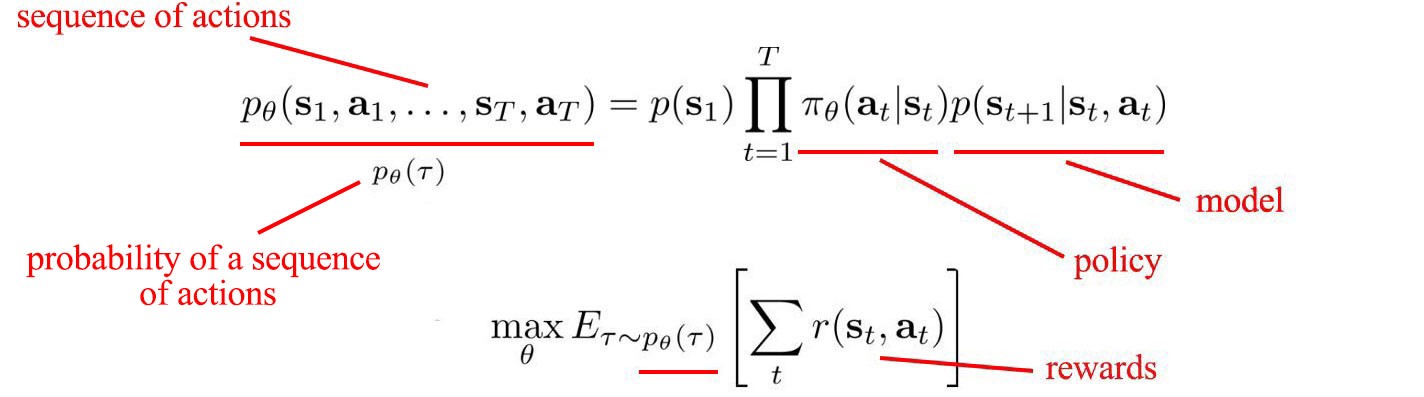 sequence of actions
p_θ(s_1, a_1, . . . , s_T, a_T) = p(s_1) ∏_{t=1}^{T} π_θ(a_t|s_t)p(s_{t+1}|s_t, a_t)
p_θ(τ)
model
probability of a sequence
of actions
policy
max_θ E_{τ∼p_θ(τ)} [∑_t r(s_t, a_t)]
rewards